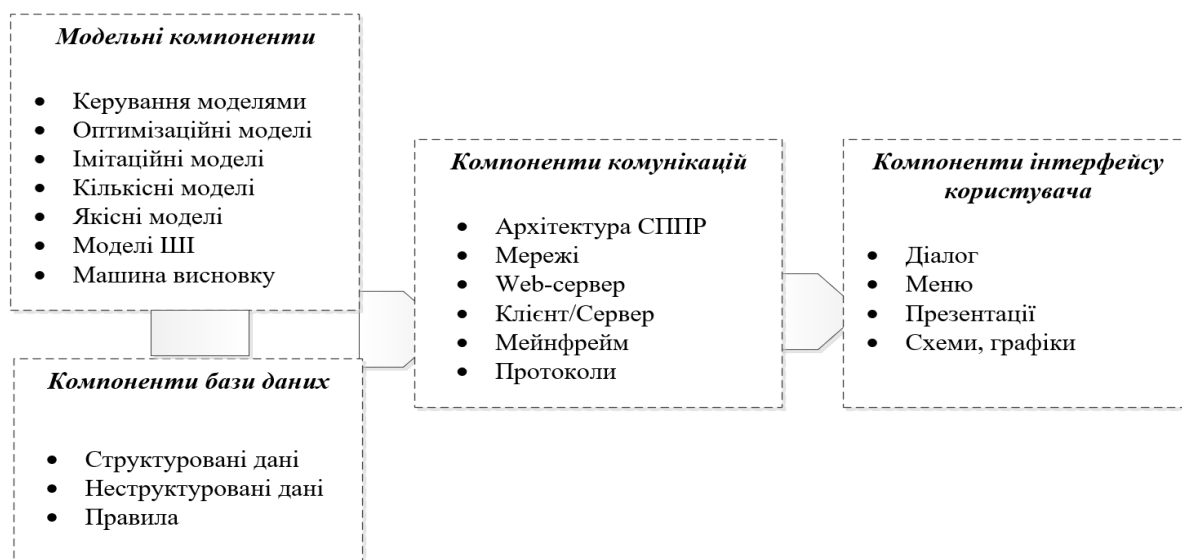 Модельні компоненти
• Керування моделями
• Оптимізаційні моделі
• Імітаційні моделі
• Кількісні моделі
• Якісні моделі
• Моделі ШІ
• Машина висновку
Компоненти бази даних
• Структуровані дані
• Неструктуровані дані
• Правила
Компоненти комунікацій
• Архітектура СППР
• Мережі
• Web-сервер
• Клієнт/Сервер
• Мейнфрейм
• Протоколи
Компоненти інтерфейсу
користувача
• Діалог
• Меню
• Презентації
• Схеми, графіки